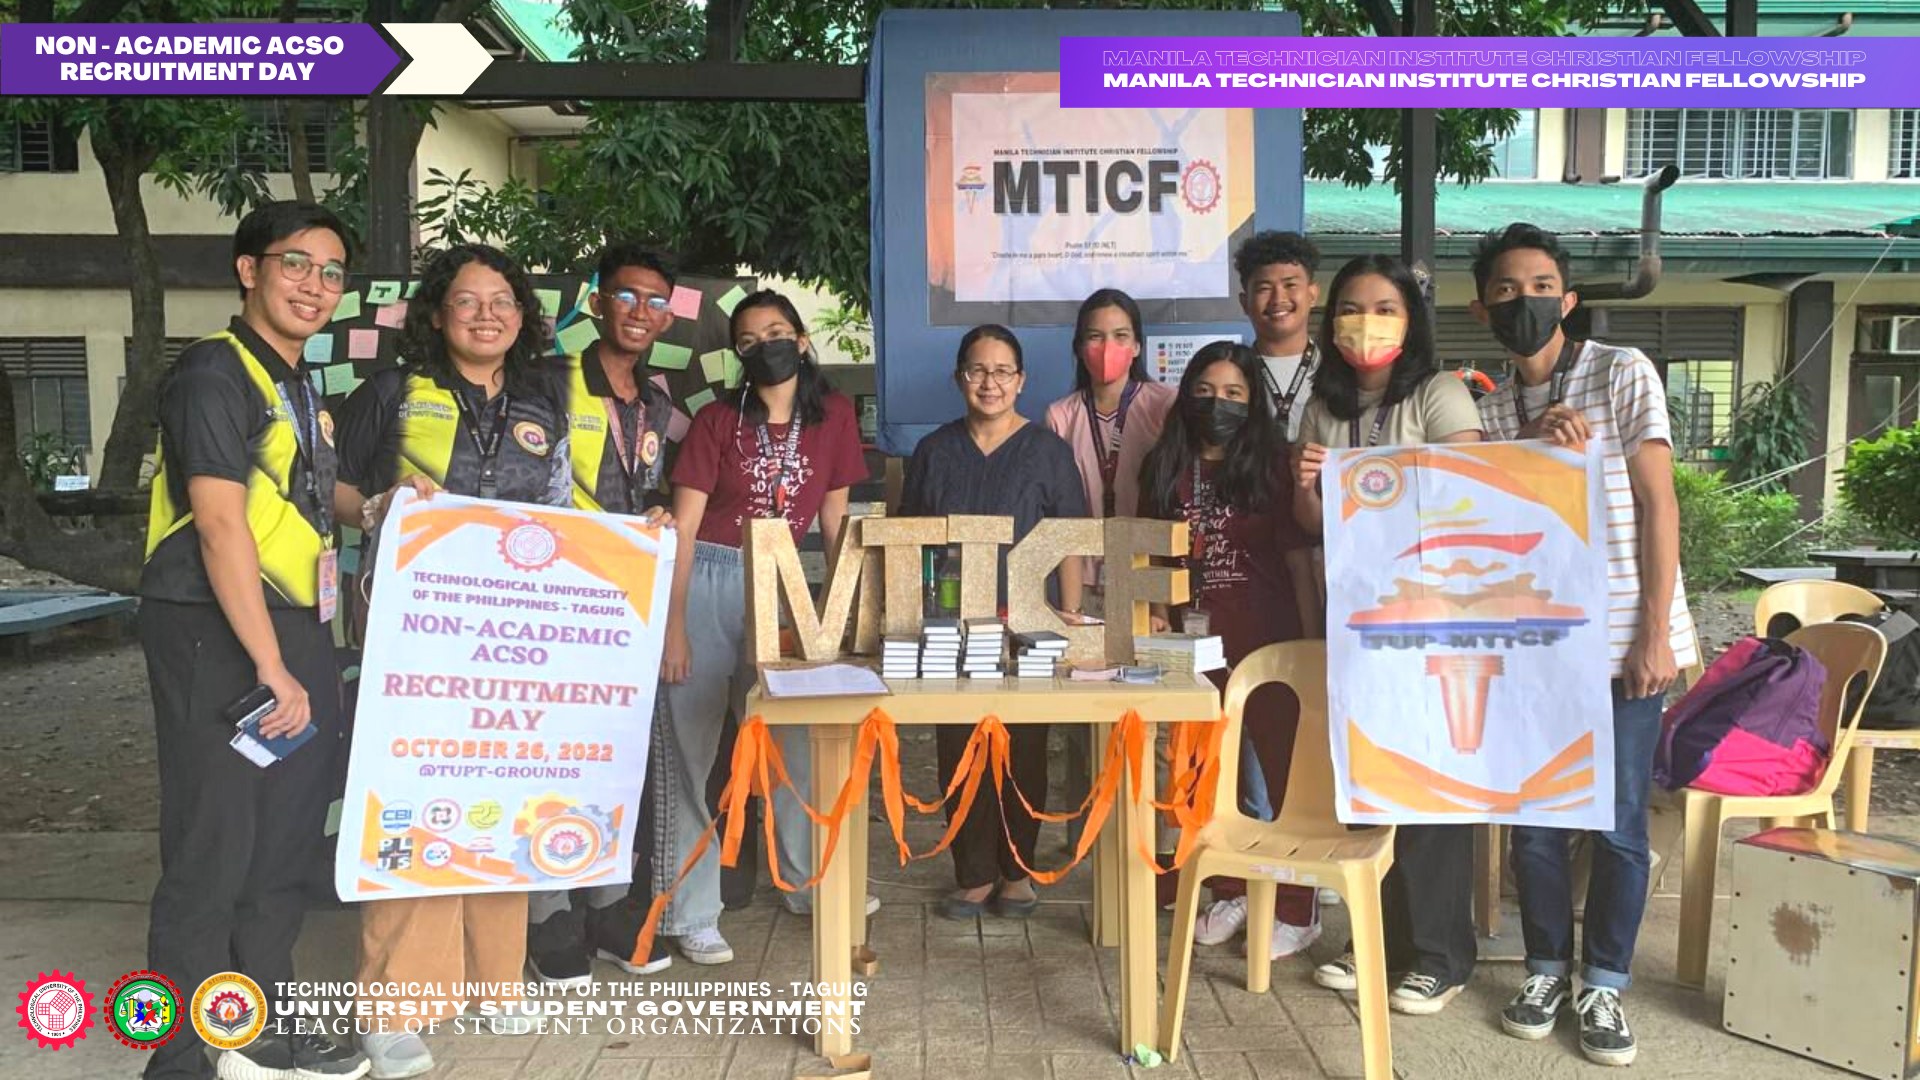 NON - ACADEMIC ACSO
RECRUITMENT DAY
MANILA TECHNICIAN INSTITUTE CHRISTIAN FELLOWSHIP
MANILA TECHNICIAN INSTITUTE CHRISTIAN FELLOWSHIP
MANILA TECHNICIAN INSTITUTE CHRISTIAN FELLOWSHIP
MTICF
MTICF
TECHNOLOGICAL UNIVERSITY
OF THE PHILIPPINES - TAGUIG
NON-ACADEMIC
ACSO
RECRUITMENT
DAY
OCTOBER 26, 2022
@TUPT-GROUNDS
CBI
TUP MTICF
TECHNOLOGICAL UNIVERSITY OF THE PHILIPPINES - TAGUIG
UNIVERSITY STUDENT GOVERNMENT
LEAGUE OF STUDENT ORGANIZATIONS